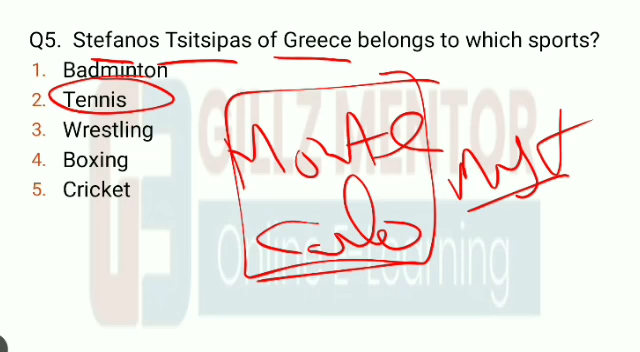 Q5. Stefanos Tsitsipas of Greece belongs to which sports?
1. Badminton
2. Tennis
3. Wrestling
4. Boxing
5. Cricket
GILLZ MENTOR
Monte
Carlo
Online E-Learning